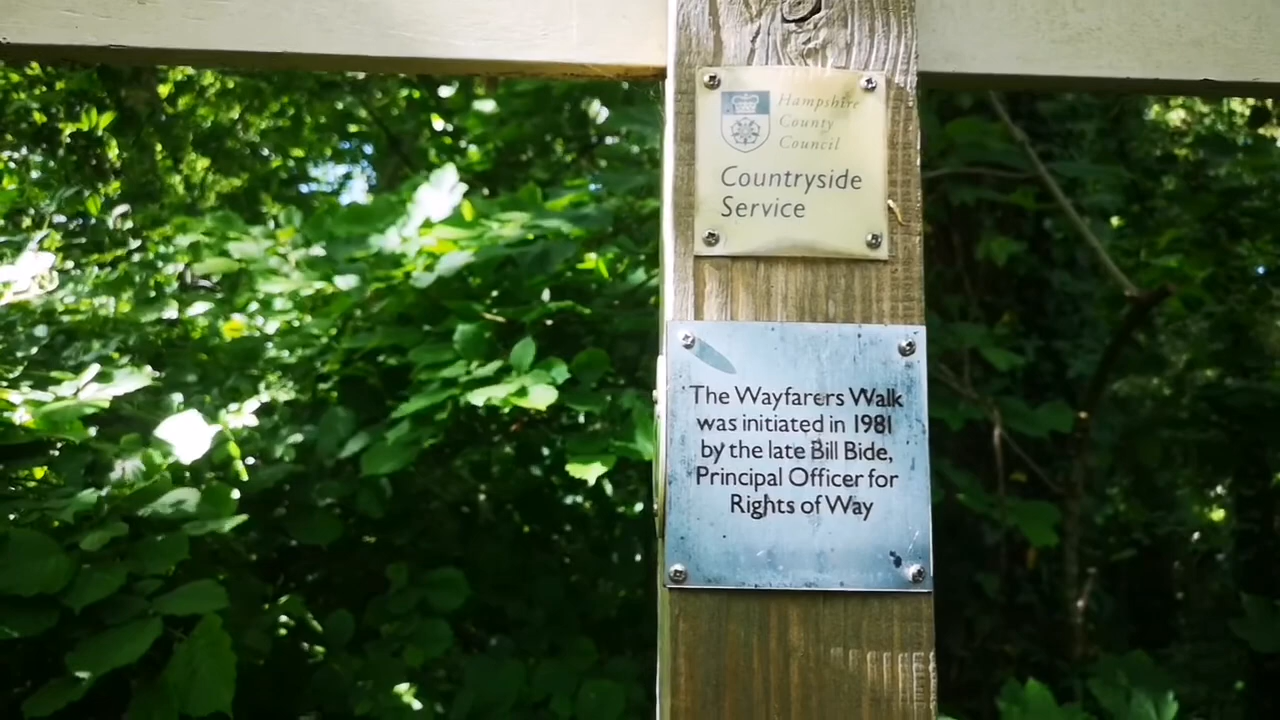 Hampshire
County
Council
Countryside
Service
The Wayfarers Walk
was initiated in 1981
by the late Bill Bide,
Principal Officer for
Rights of Way